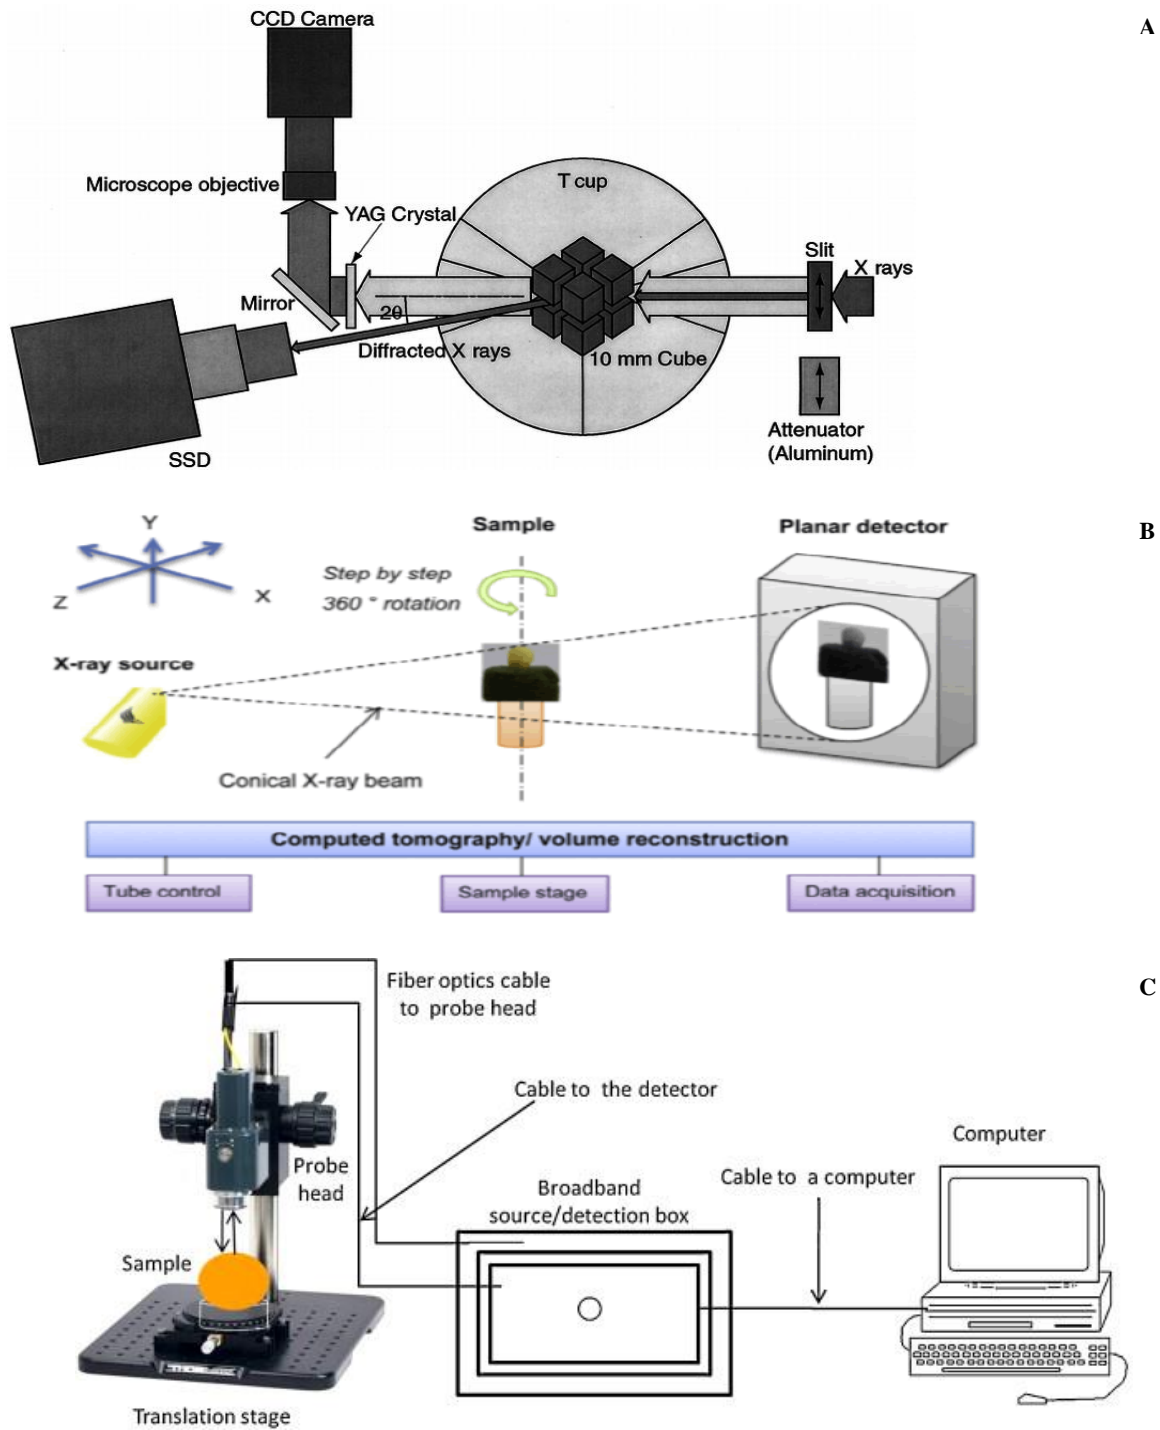 CCD Camera
A
Microscope objective
YAG Crystal
T cup
Slit
X rays
Mirror
2θ
Diffracted X rays
10 mm Cube
Attenuator
(Aluminum)
SSD
B
Y
Z
X
Sample
Planar detector
Step by step
360 ° rotation
X-ray source
Conical X-ray beam
Computed tomography/ volume reconstruction
Tube control
Sample stage
Data acquisition
C
Fiber optics cable
to probe head
Cable to the detector
Computer
Probe
head
Cable to a computer
Broadband
source/detection box
Sample
Translation stage